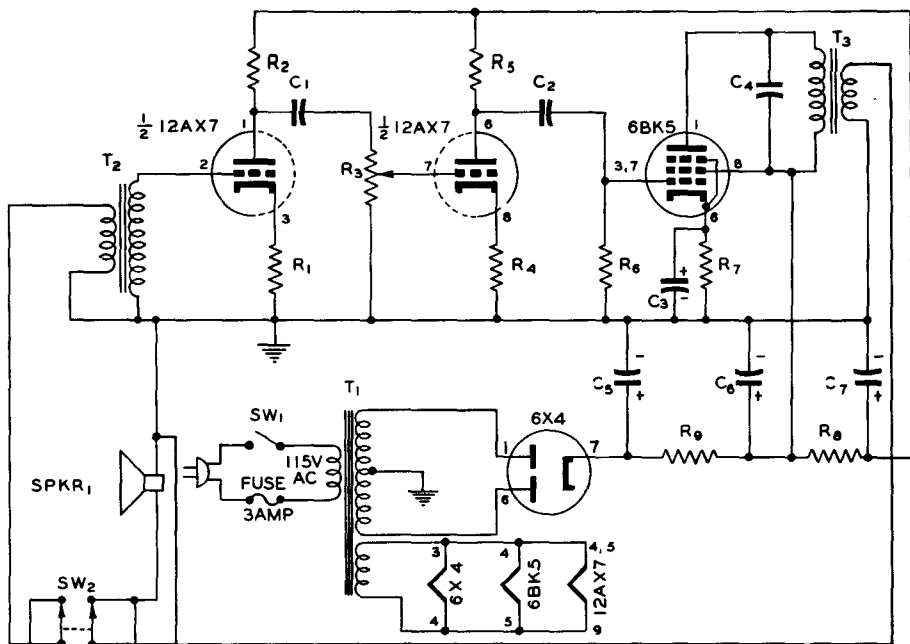 T3
R2
R5
C1
C2
C4
1/2 12AX7
1
1/2 12AX7
6
6BK5
1
T2
2
R3
7
3,7
8
3
8
6
R1
R4
R6
R7
+
C3
-
-
-
-
C5
C6
C7
+
+
+
T1
6X4
SW1
1
7
R9
R8
115V
AC
SPKR1
FUSE
3AMP
6
3
4
4,5
6X4
6BK5
12AX7
SW2
4
5
9